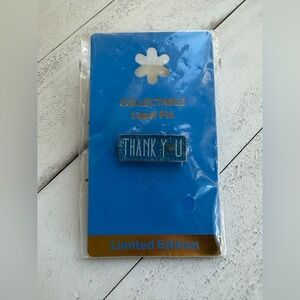 COLLECTABLE
Lapel Pin
THANK YOU
Limited Edition